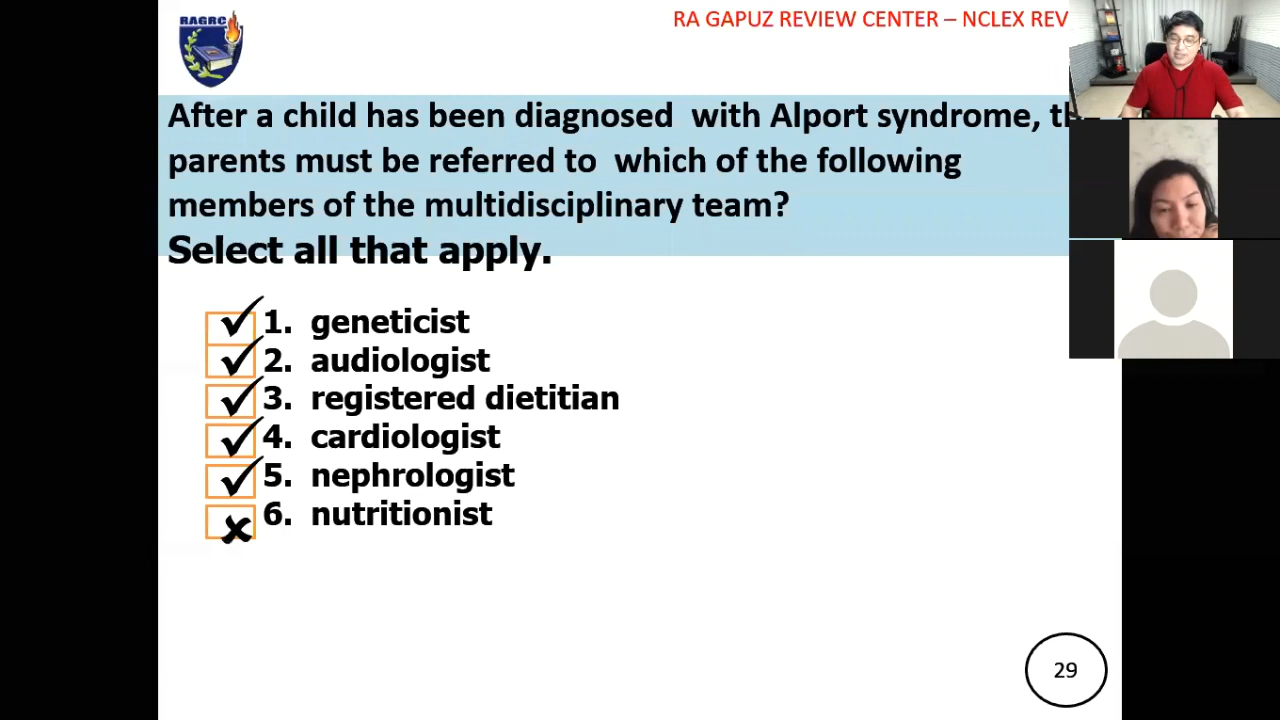 RAGRC
RA GAPUZ REVIEW CENTER – NCLEX REV
After a child has been diagnosed with Alport syndrome,
parents must be referred to which of the following
members of the multidisciplinary team?
Select all that apply.
1. geneticist
2. audiologist
3. registered dietitian
4. cardiologist
5. nephrologist
6. nutritionist
29